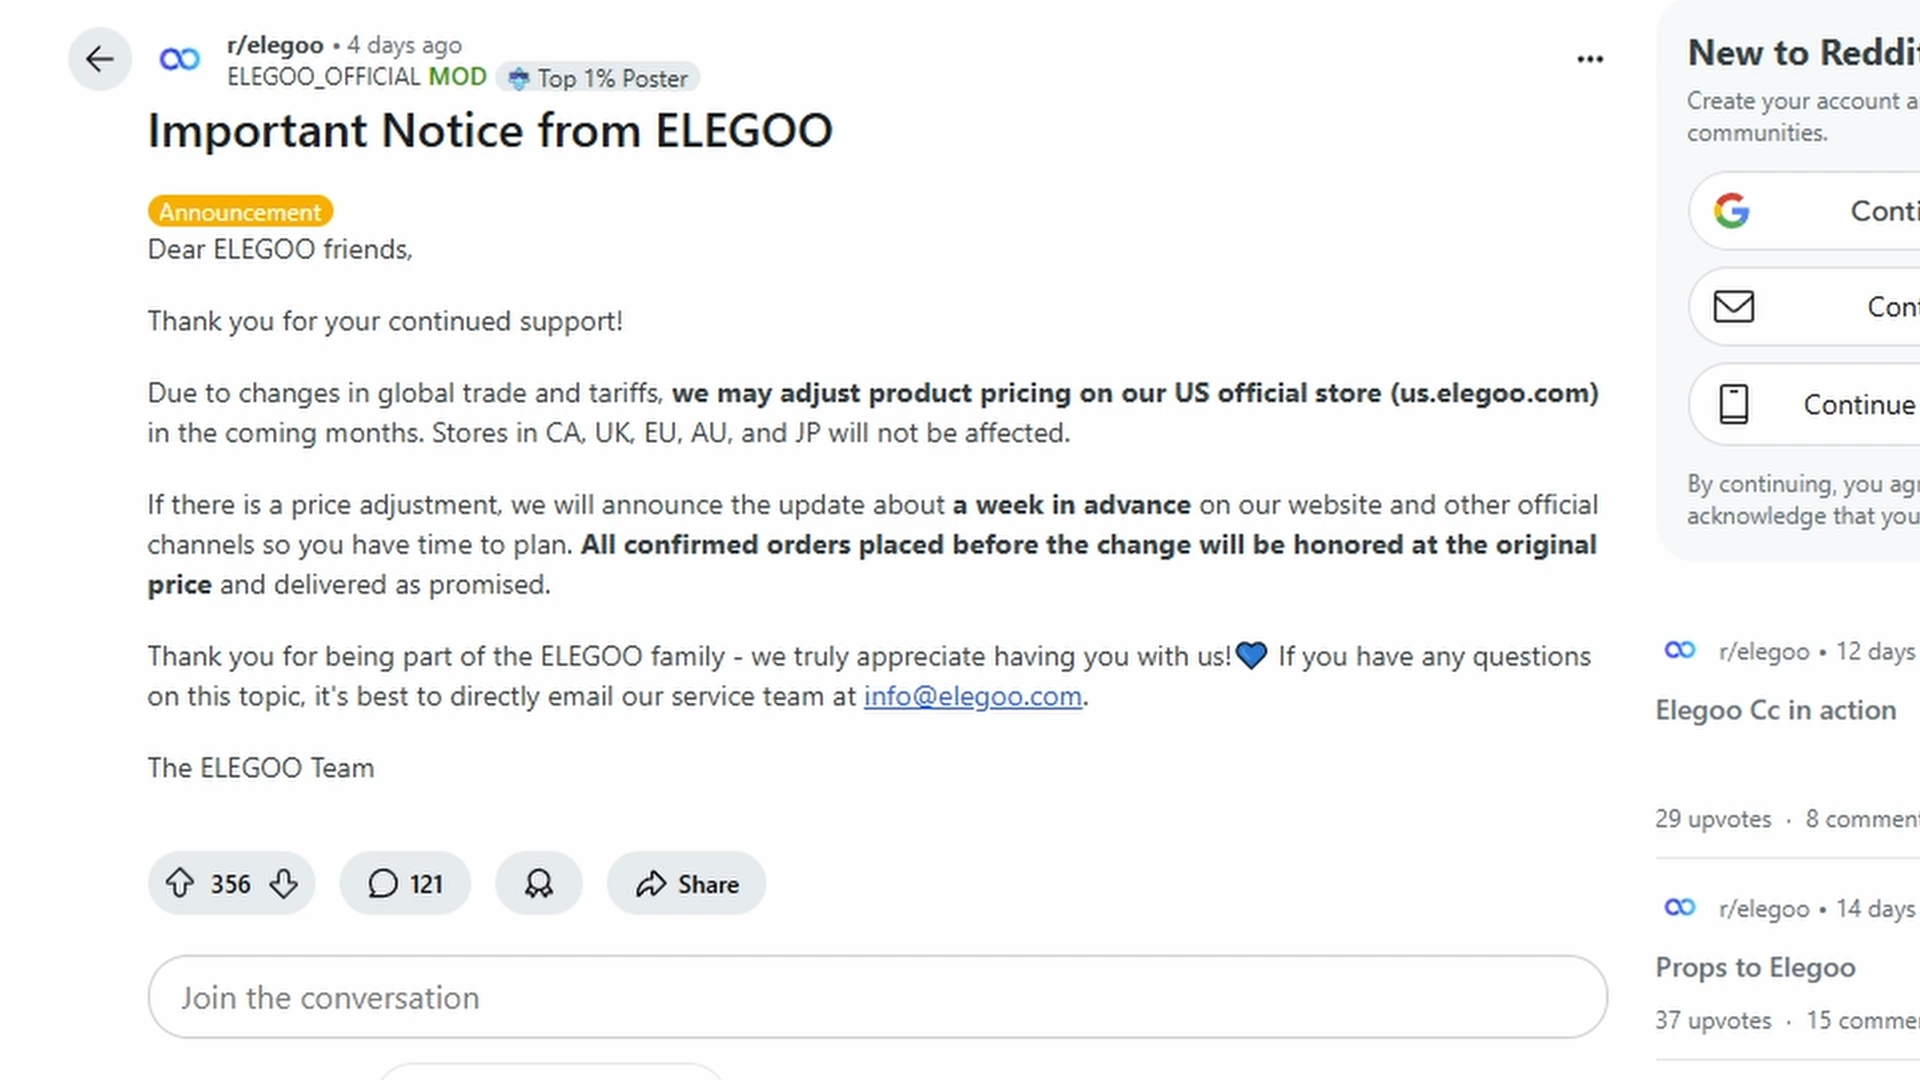 r/elegoo • 4 days ago
ELEGOO_OFFICIAL MOD Top 1% Poster
Important Notice from ELEGOO
Announcement
Dear ELEGOO friends,
Thank you for your continued support!
Due to changes in global trade and tariffs, we may adjust product pricing on our US official store (us.elegoo.com)
in the coming months. Stores in CA, UK, EU, AU, and JP will not be affected.
If there is a price adjustment, we will announce the update about a week in advance on our website and other official
channels so you have time to plan. All confirmed orders placed before the change will be honored at the original
price and delivered as promised.
Thank you for being part of the ELEGOO family - we truly appreciate having you with us!💙 If you have any questions
on this topic, it's best to directly email our service team at info@elegoo.com.
The ELEGOO Team
356
121
Share
Join the conversation
New to Reddit
Create your account a
communities.
Conti
Cont
Continue
By continuing, you agr
acknowledge that you
r/elegoo • 12 days
Elegoo Cc in action
29 upvotes · 8 comment
r/elegoo • 14 days
Props to Elegoo
37 upvotes · 15 comme